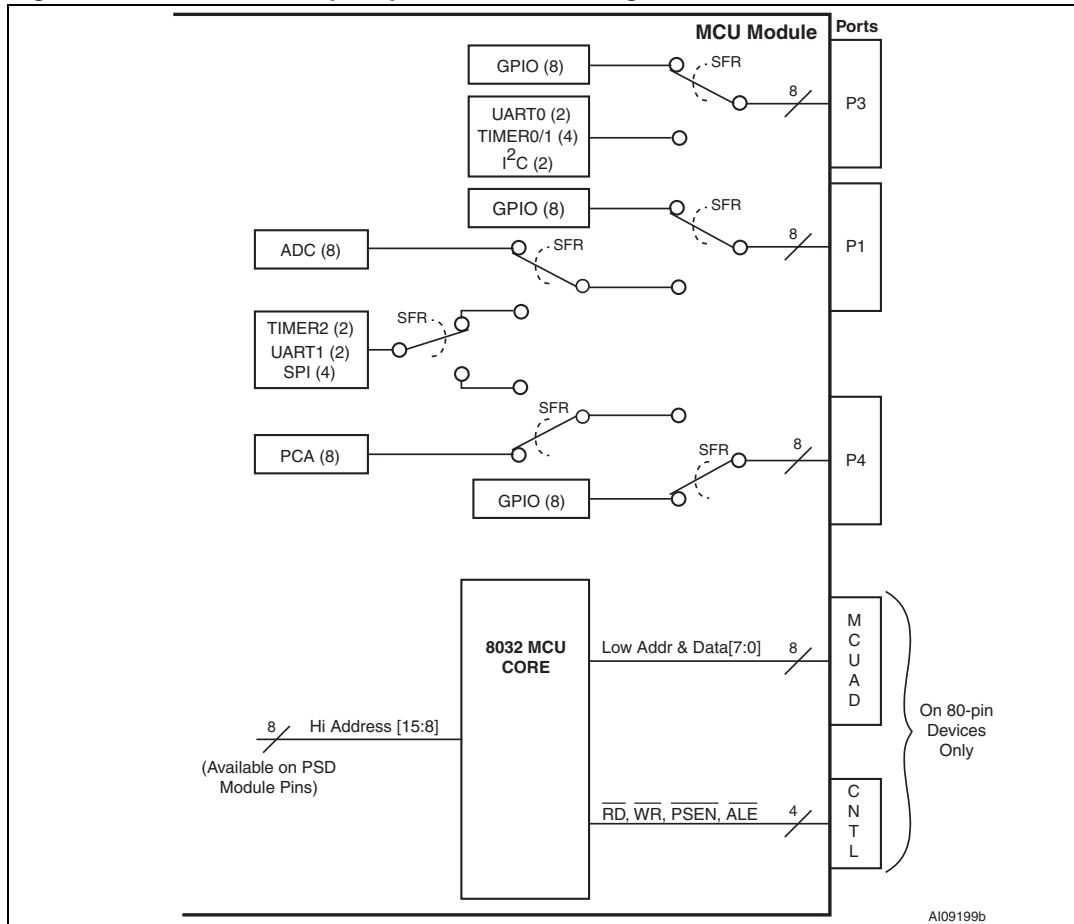 MCU Module
Ports
GPIO (8)
SFR
8
P3
UART0 (2)
TIMER0/1 (4)
I2C (2)
GPIO (8)
SFR
8
P1
ADC (8)
SFR
TIMER2 (2)
UART1 (2)
SPI (4)
SFR
SFR
PCA (8)
SFR
8
P4
GPIO (8)
8032 MCU
CORE
Low Addr & Data[7:0]
8
M
C
U
A
D
8
Hi Address [15:8]
(Available on PSD
Module Pins)
On 80-pin
Devices
Only
RD, WR, PSEN, ALE
4
C
N
T
L
AI09199b